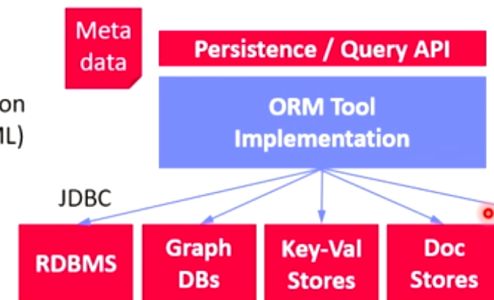 Meta
data
Persistence / Query API
on
ML)
ORM Tool
Implementation
JDBC
RDBMS
Graph
DBs
Key-Val
Stores
Doc
Stores